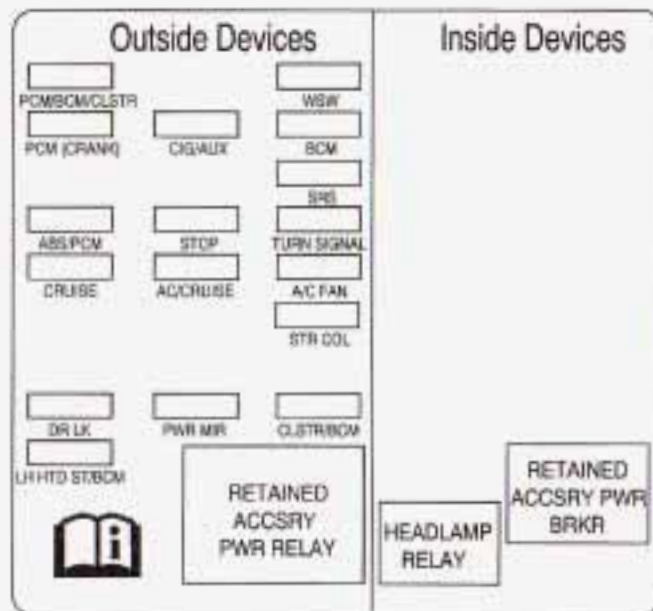 Outside Devices
Inside Devices
PCM/BCM/CLSTR
WSW
PCM (CRANK)
CIG/AUX
BCM
SRS
ABS/PCM
STOP
TURN SIGNAL
CRUISE
AC/CRUISE
A/C FAN
STR COL
DR LK
PWR MIR
CLSTR/BCM
LH HTD ST/BCM
RETAINED
ACCSRY
PWR RELAY
HEADLAMP
RELAY
RETAINED
ACCSRY PWR
BRKR
i